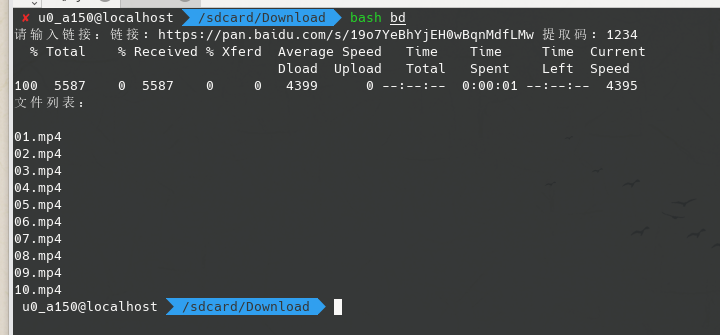 ✘ u0_a150@localhost /sdcard/Download bash bd
请输入链接：链接：https://pan.baidu.com/s/19o7YeBhYjEH0wBqnMdfLMw 提取码：1234
% Total % Received % Xferd Average Speed Time Time Time Current
Dload Upload Total Spent Left Speed
100 5587 0 5587 0 0 4399 0 --:--:-- 0:00:01 --:--:-- 4395
文件列表：
01.mp4
02.mp4
03.mp4
04.mp4
05.mp4
06.mp4
07.mp4
08.mp4
09.mp4
10.mp4
u0_a150@localhost /sdcard/Download